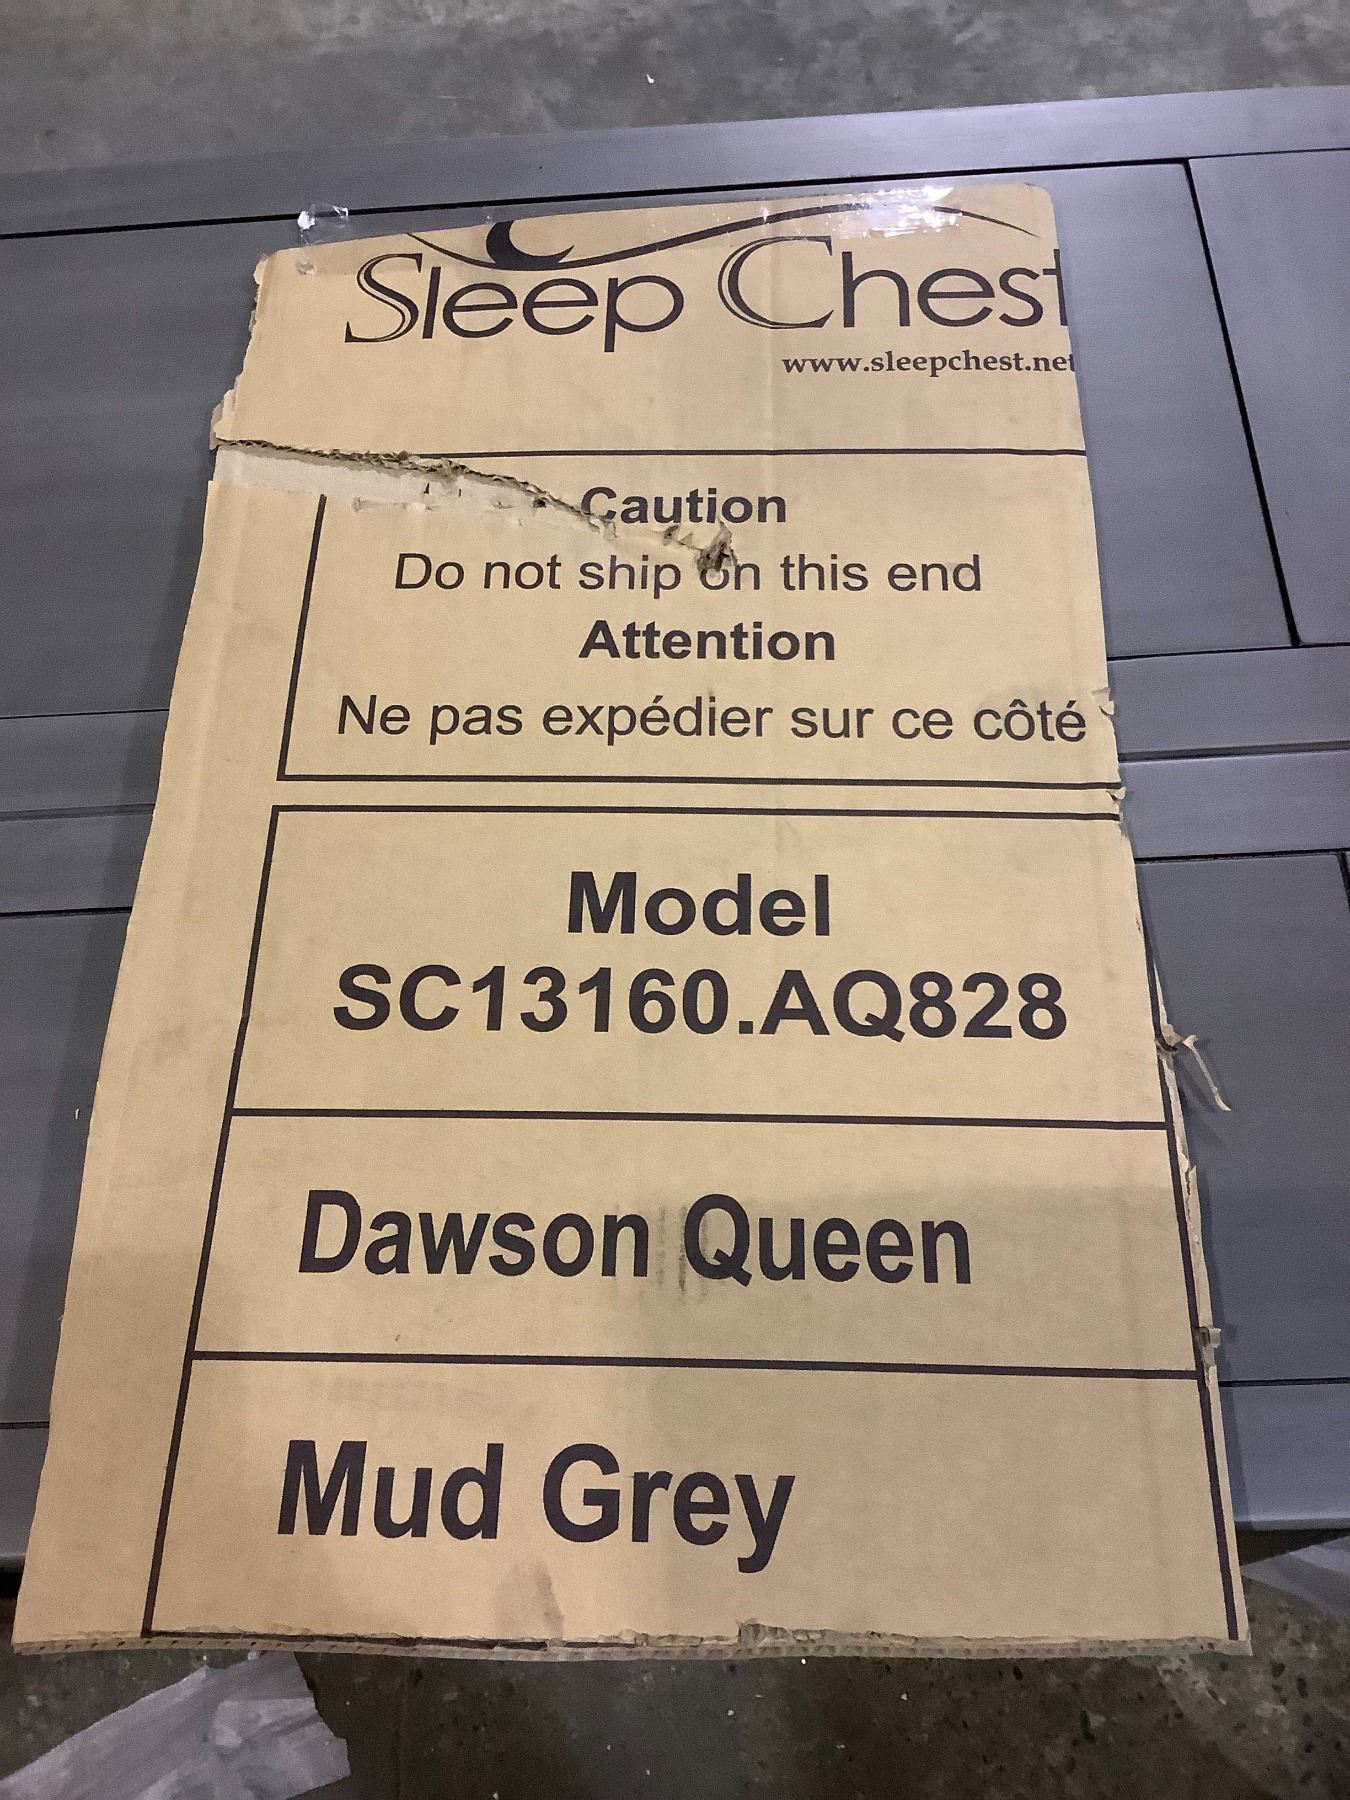 Sleep Chest
www.sleepchest.net
Caution
Do not ship on this end
Attention
Ne pas expédier sur ce côté
Model
SC13160.AQ828
Dawson Queen
Mud Grey